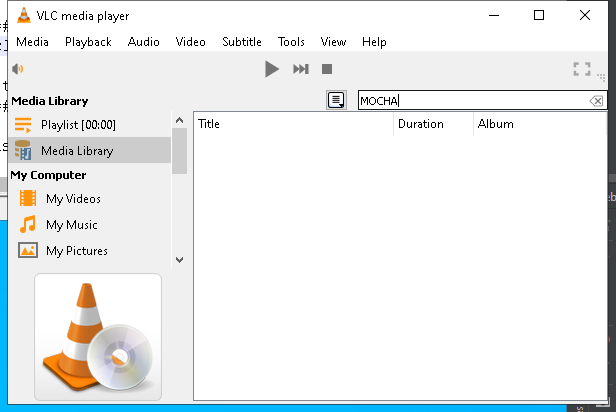 VLC media player
Media Playback Audio Video Subtitle Tools View Help
Media Library
MOCHA
Playlist [00:00]
Title Duration Album
Media Library
My Computer
My Videos
My Music
My Pictures